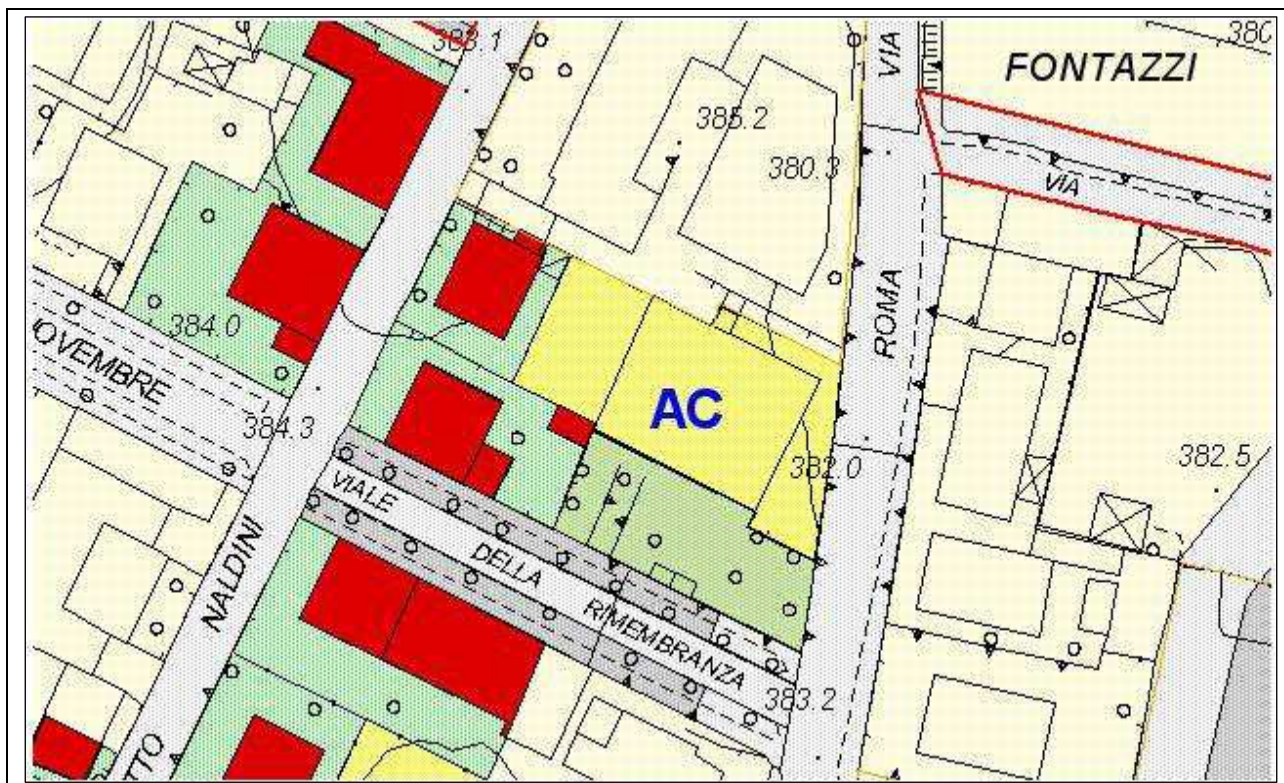 383.1
VIA
FONTAZZI
380
385.2
380.3
VIA
384.0
ROMA
OVEMBRE
384.3
AC
382.0
382.5
VIALE
DELLA
RIMEMBRANZA
NALDINI
383.2
OTTO